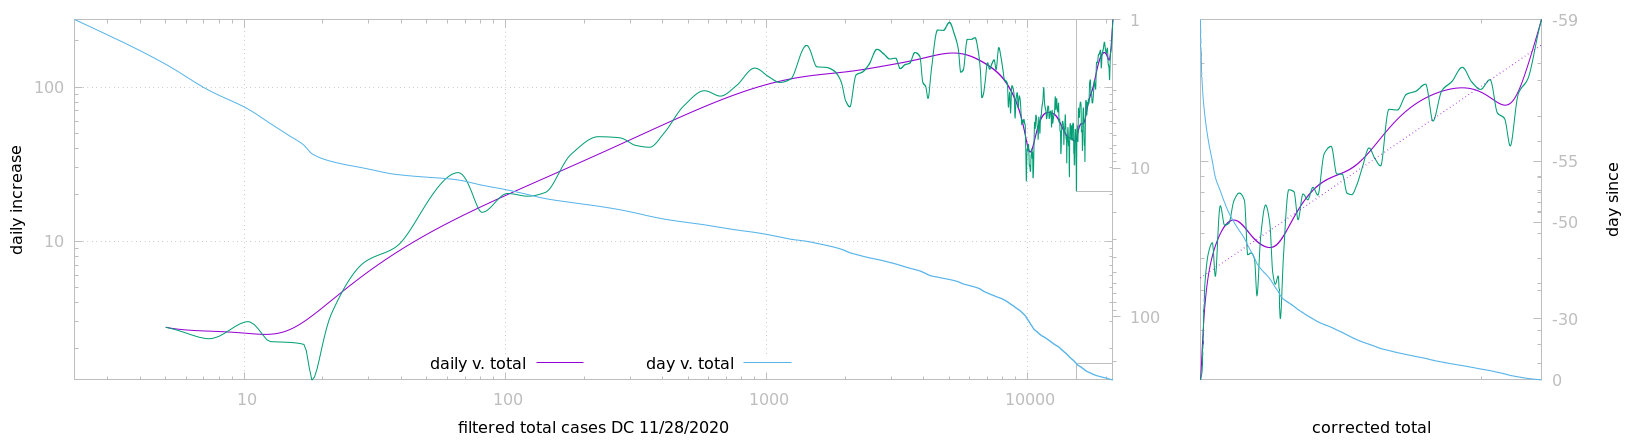 daily increase
100
10
daily v. total
day v. total
10
100
1000
10000
filtered total cases DC 11/28/2020
1
10
100
-59
-55
-50
-30
0
day since
corrected total